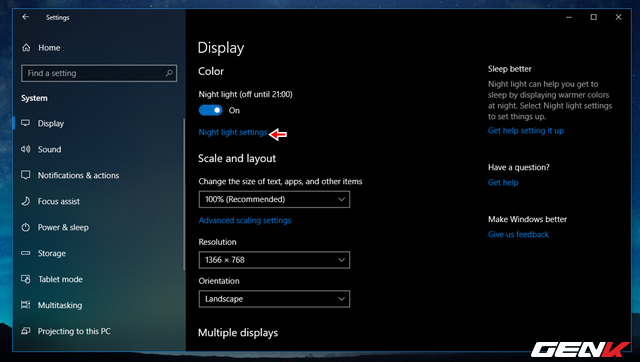 Settings
Home
Find a setting
System
Display
Sound
Notifications & actions
Focus assist
Power & sleep
Storage
Tablet mode
Multitasking
Projecting to this PC
Display
Color
Night light (off until 21:00)
On
Night light settings
Scale and layout
Change the size of text, apps, and other items
100% (Recommended)
Advanced scaling settings
Resolution
1366 × 768
Orientation
Landscape
Multiple displays
Sleep better
Night light can help you get to
sleep by displaying warmer colors
at night. Select Night light settings
to set things up.
Get help setting it up
Have a question?
Get help
Make Windows better
Give us feedback
GENK